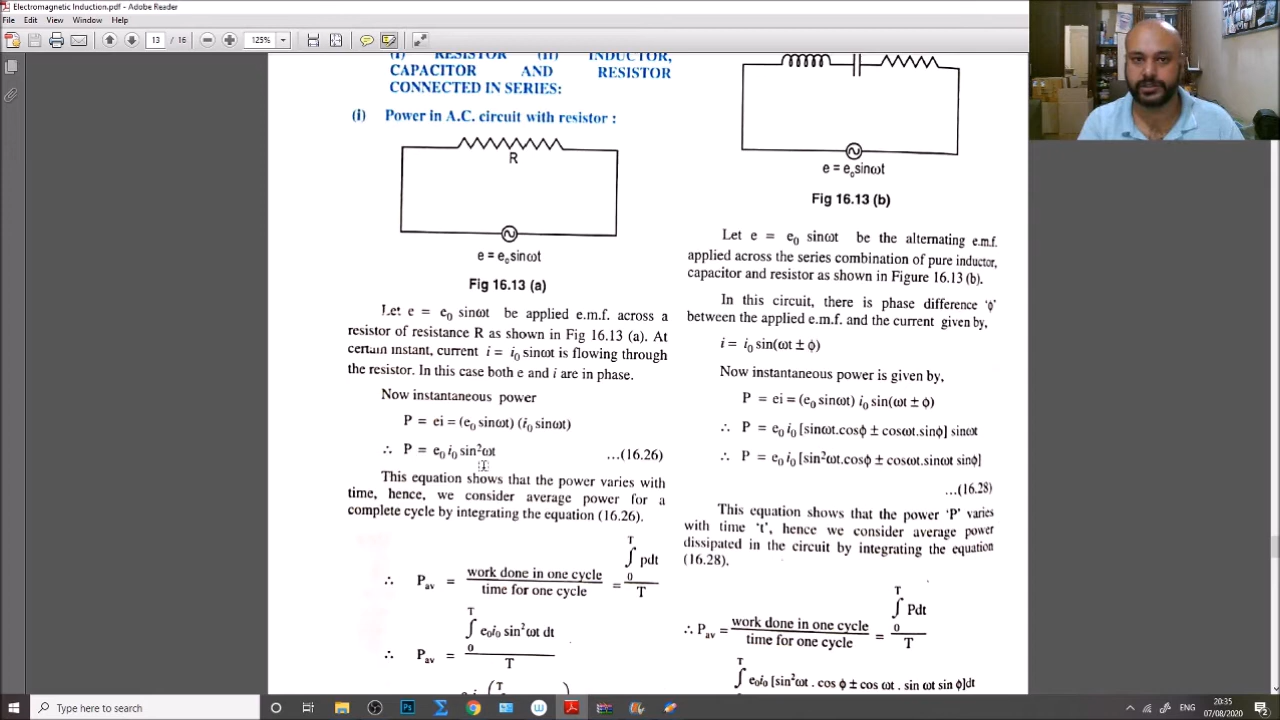 Electromagnetic Induction.pdf - Adobe Reader
File Edit View Window Help
13 / 16 125%
(i) RESISTOR (ii) INDUCTOR,
CAPACITOR AND RESISTOR
CONNECTED IN SERIES:
(i) Power in A.C. circuit with resistor :
R
e = e₀sinωt
Fig 16.13 (a)
Let e = e₀ sinωt be applied e.m.f. across a
resistor of resistance R as shown in Fig 16.13 (a). At
certain instant, current i = i₀ sinωt is flowing through
the resistor. In this case both e and i are in phase.
Now instantaneous power
P = ei = (e₀ sinωt) (i₀ sinωt)
∴ P = e₀ i₀ sin²ωt ...(16.26)
This equation shows that the power varies with
time, hence, we consider average power for a
complete cycle by integrating the equation (16.26).
∴ Pav = work done in one cycle / time for one cycle = ∫₀ᵀ pdt / T
∴ Pav = ∫₀ᵀ e₀i₀ sin²ωt dt / T
e = e₀sinωt
Fig 16.13 (b)
Let e = e₀ sinωt be the alternating e.m.f.
applied across the series combination of pure inductor,
capacitor and resistor as shown in Figure 16.13 (b).
In this circuit, there is phase difference ‘ϕ’
between the applied e.m.f. and the current given by,
i = i₀ sin(ωt ± ϕ)
Now instantaneous power is given by,
P = ei = (e₀ sinωt) i₀ sin(ωt ± ϕ)
∴ P = e₀ i₀ [sinωt.cosϕ ± cosωt.sinϕ] sinωt
∴ P = e₀ i₀ [sin²ωt.cosϕ ± cosωt.sinωt sinϕ]
...(16.28)
This equation shows that the power ‘P’ varies
with time ‘t’, hence we consider average power
dissipated in the circuit by integrating the equation
(16.28).
∴ Pav = work done in one cycle / time for one cycle = ∫₀ᵀ Pdt / T
∫₀ᵀ e₀i₀ [sin²ωt . cos ϕ ± cos ωt . sin ωt sin ϕ]dt
Type here to search
ENG
20:35
07/08/2020